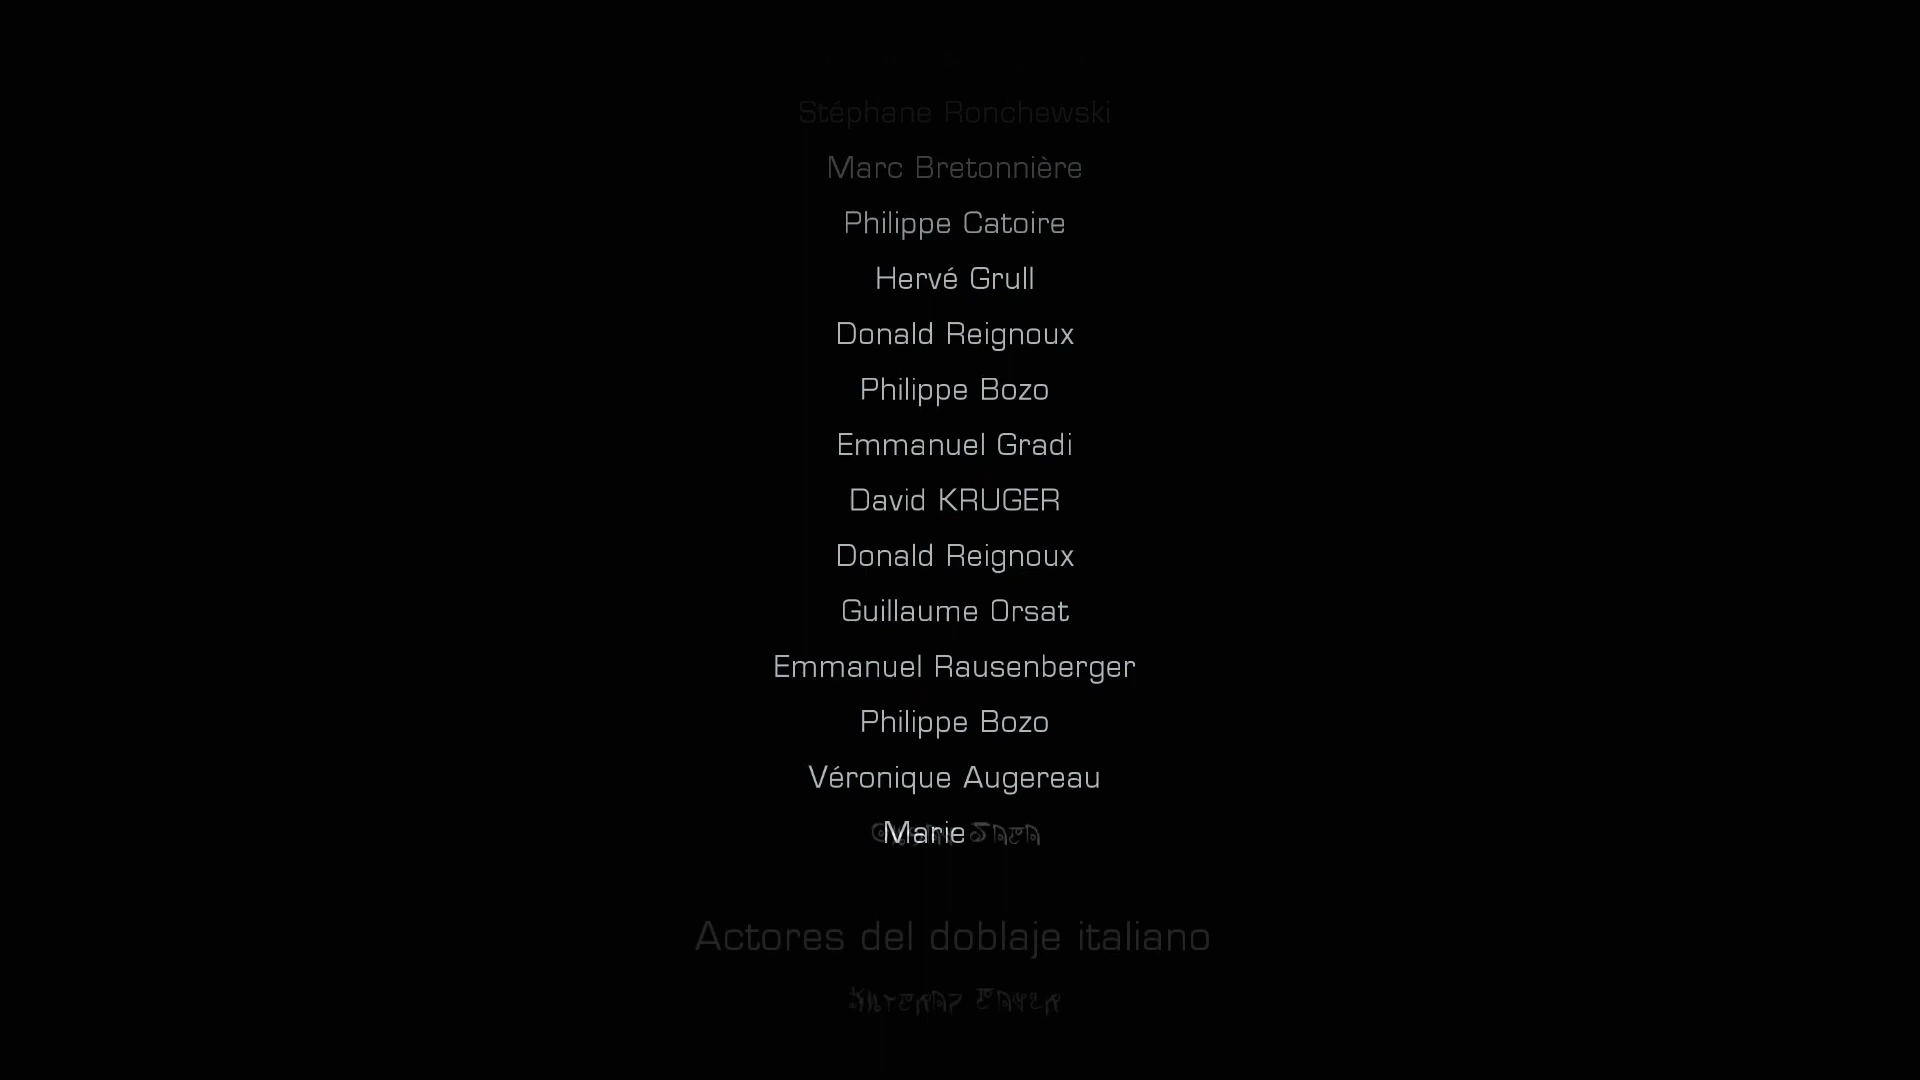 Stéphane Ronchewski
Marc Bretonnière
Philippe Catoire
Hervé Grull
Donald Reignoux
Philippe Bozo
Emmanuel Gradi
David KRUGER
Donald Reignoux
Guillaume Orsat
Emmanuel Rausenberger
Philippe Bozo
Véronique Augereau
Marie
Actores del doblaje italiano